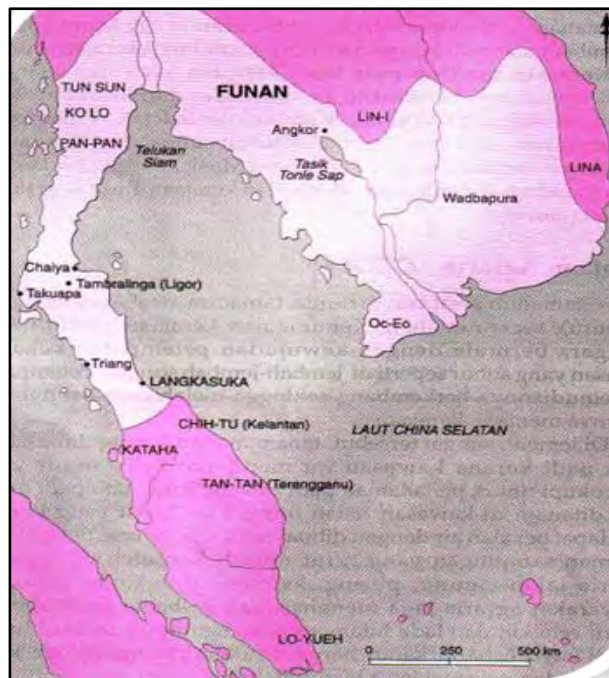 TUN SUN
FUNAN
KO LO
LIN-I
PAN-PAN
Angkor
Telukan
Siam
Tasik
Tonle Sap
LINA
Wadbapura
Chaiya
Tambralinga (Ligor)
Takuapa
Oc-Eo
Triang
LANGKASUKA
CHIH-TU (Kelantan)
LAUT CHINA SELATAN
KATAHA
TAN-TAN (Terengganu)
LO-YUEH
0 250 500 km